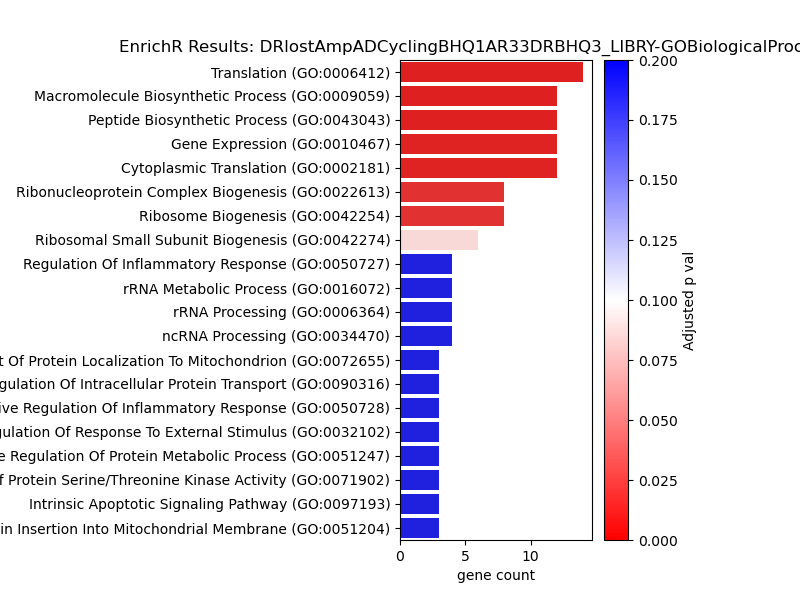 EnrichR Results: DRlostAmpADCyclingBHQ1AR33DRBHQ3_LIBRY-GOBiologicalProc
Translation (GO:0006412)
Macromolecule Biosynthetic Process (GO:0009059)
Peptide Biosynthetic Process (GO:0043043)
Gene Expression (GO:0010467)
Cytoplasmic Translation (GO:0002181)
Ribonucleoprotein Complex Biogenesis (GO:0022613)
Ribosome Biogenesis (GO:0042254)
Ribosomal Small Subunit Biogenesis (GO:0042274)
Regulation Of Inflammatory Response (GO:0050727)
rRNA Metabolic Process (GO:0016072)
rRNA Processing (GO:0006364)
ncRNA Processing (GO:0034470)
t Of Protein Localization To Mitochondrion (GO:0072655)
gulation Of Intracellular Protein Transport (GO:0090316)
ive Regulation Of Inflammatory Response (GO:0050728)
gulation Of Response To External Stimulus (GO:0032102)
e Regulation Of Protein Metabolic Process (GO:0051247)
f Protein Serine/Threonine Kinase Activity (GO:0071902)
Intrinsic Apoptotic Signaling Pathway (GO:0097193)
in Insertion Into Mitochondrial Membrane (GO:0051204)
0 5 10
gene count
0.200
0.175
0.150
0.125
0.100
0.075
0.050
0.025
0.000
Adjusted p val